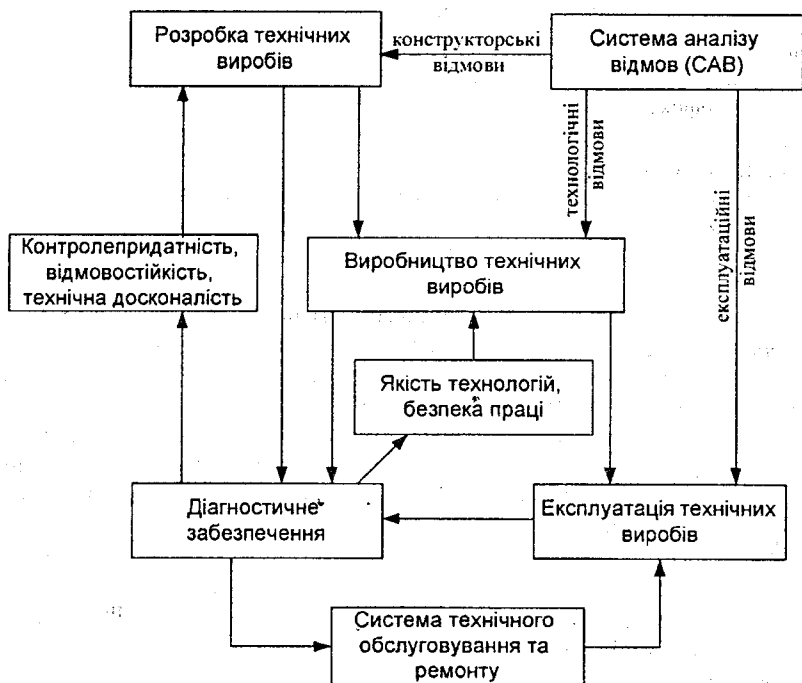 Розробка технічних
виробів
конструкторські
відмови
Система аналізу
відмов (САВ)
технологічні
відмови
експлуатаційні
відмови
Контролепридатність,
відмовостійкість,
технічна досконалість
Виробництво технічних
виробів
Якість технологій,
безпека праці
Діагностичне
забезпечення
Експлуатація технічних
виробів
Система технічного
обслуговування та
ремонту